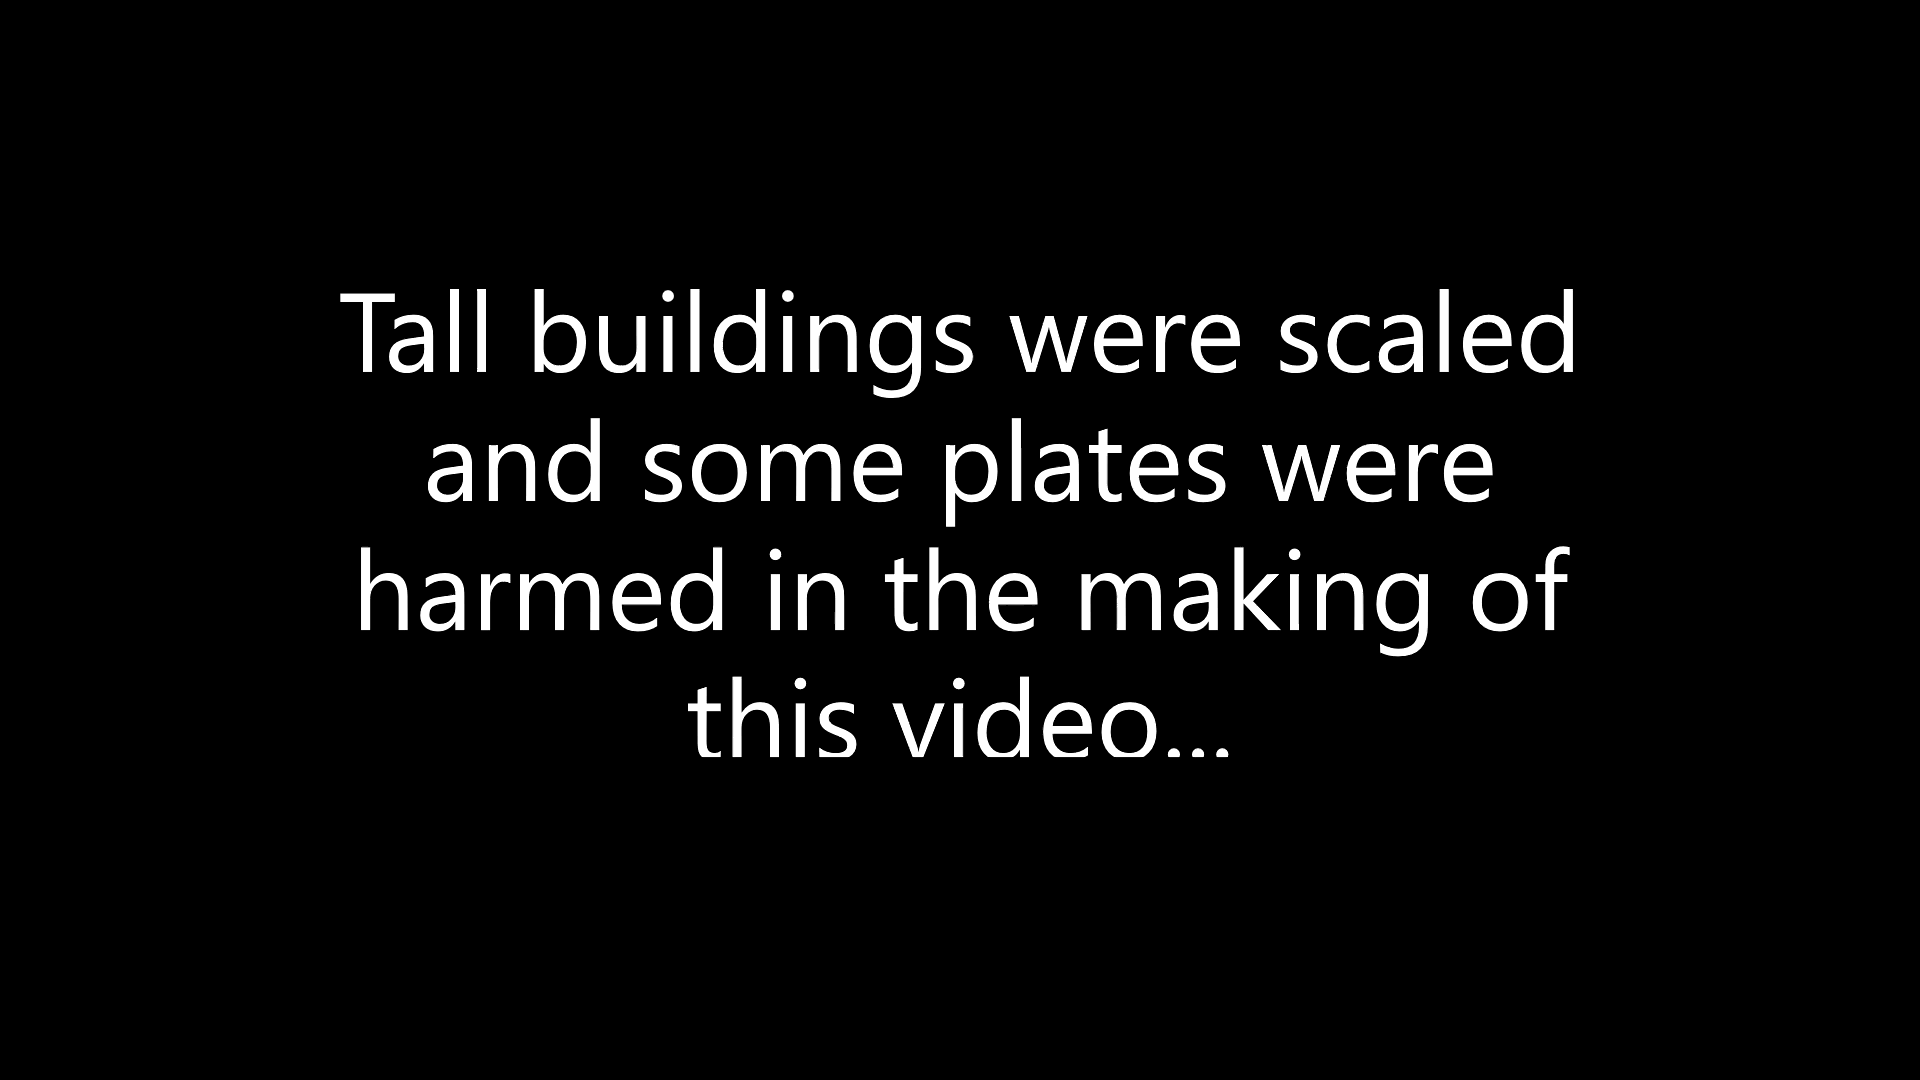 Tall buildings were scaled
and some plates were
harmed in the making of
this video...